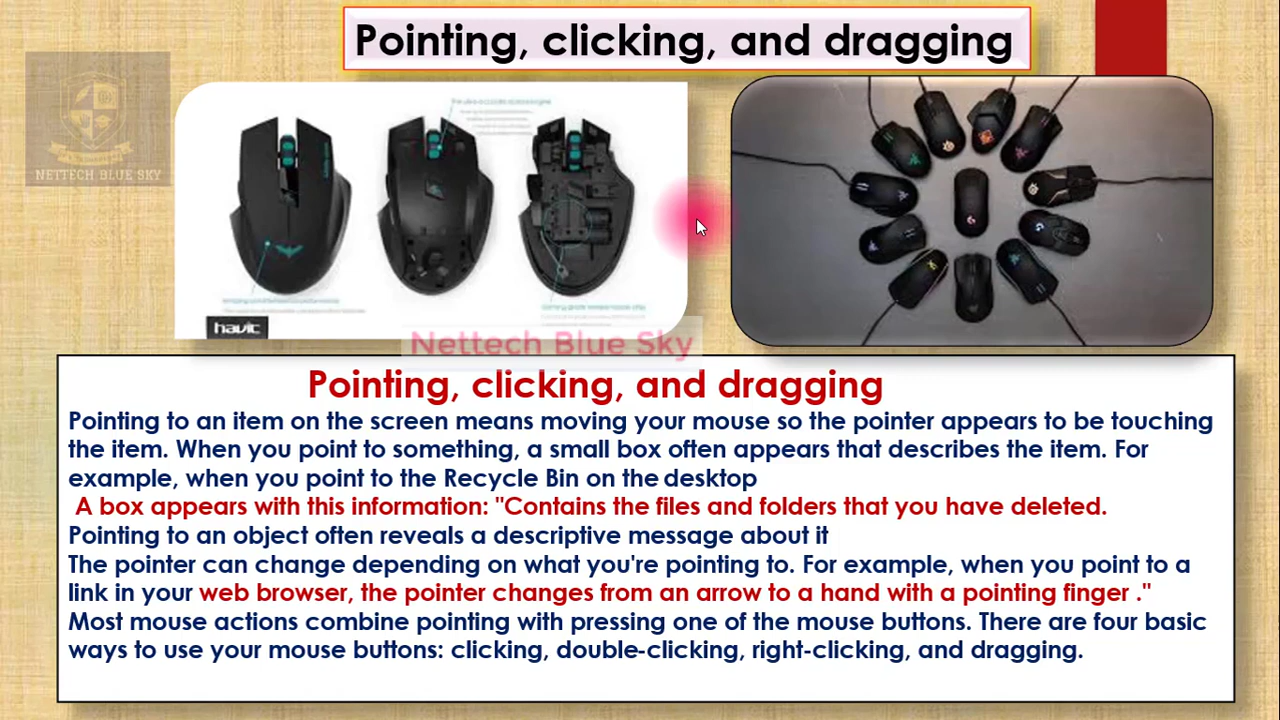 Pointing, clicking, and dragging
NETTECH BLUE SKY
havic
Nettech Blue Sky
Pointing, clicking, and dragging
Pointing to an item on the screen means moving your mouse so the pointer appears to be touching
the item. When you point to something, a small box often appears that describes the item. For
example, when you point to the Recycle Bin on the desktop
A box appears with this information: "Contains the files and folders that you have deleted.
Pointing to an object often reveals a descriptive message about it
The pointer can change depending on what you're pointing to. For example, when you point to a
link in your web browser, the pointer changes from an arrow to a hand with a pointing finger ."
Most mouse actions combine pointing with pressing one of the mouse buttons. There are four basic
ways to use your mouse buttons: clicking, double-clicking, right-clicking, and dragging.